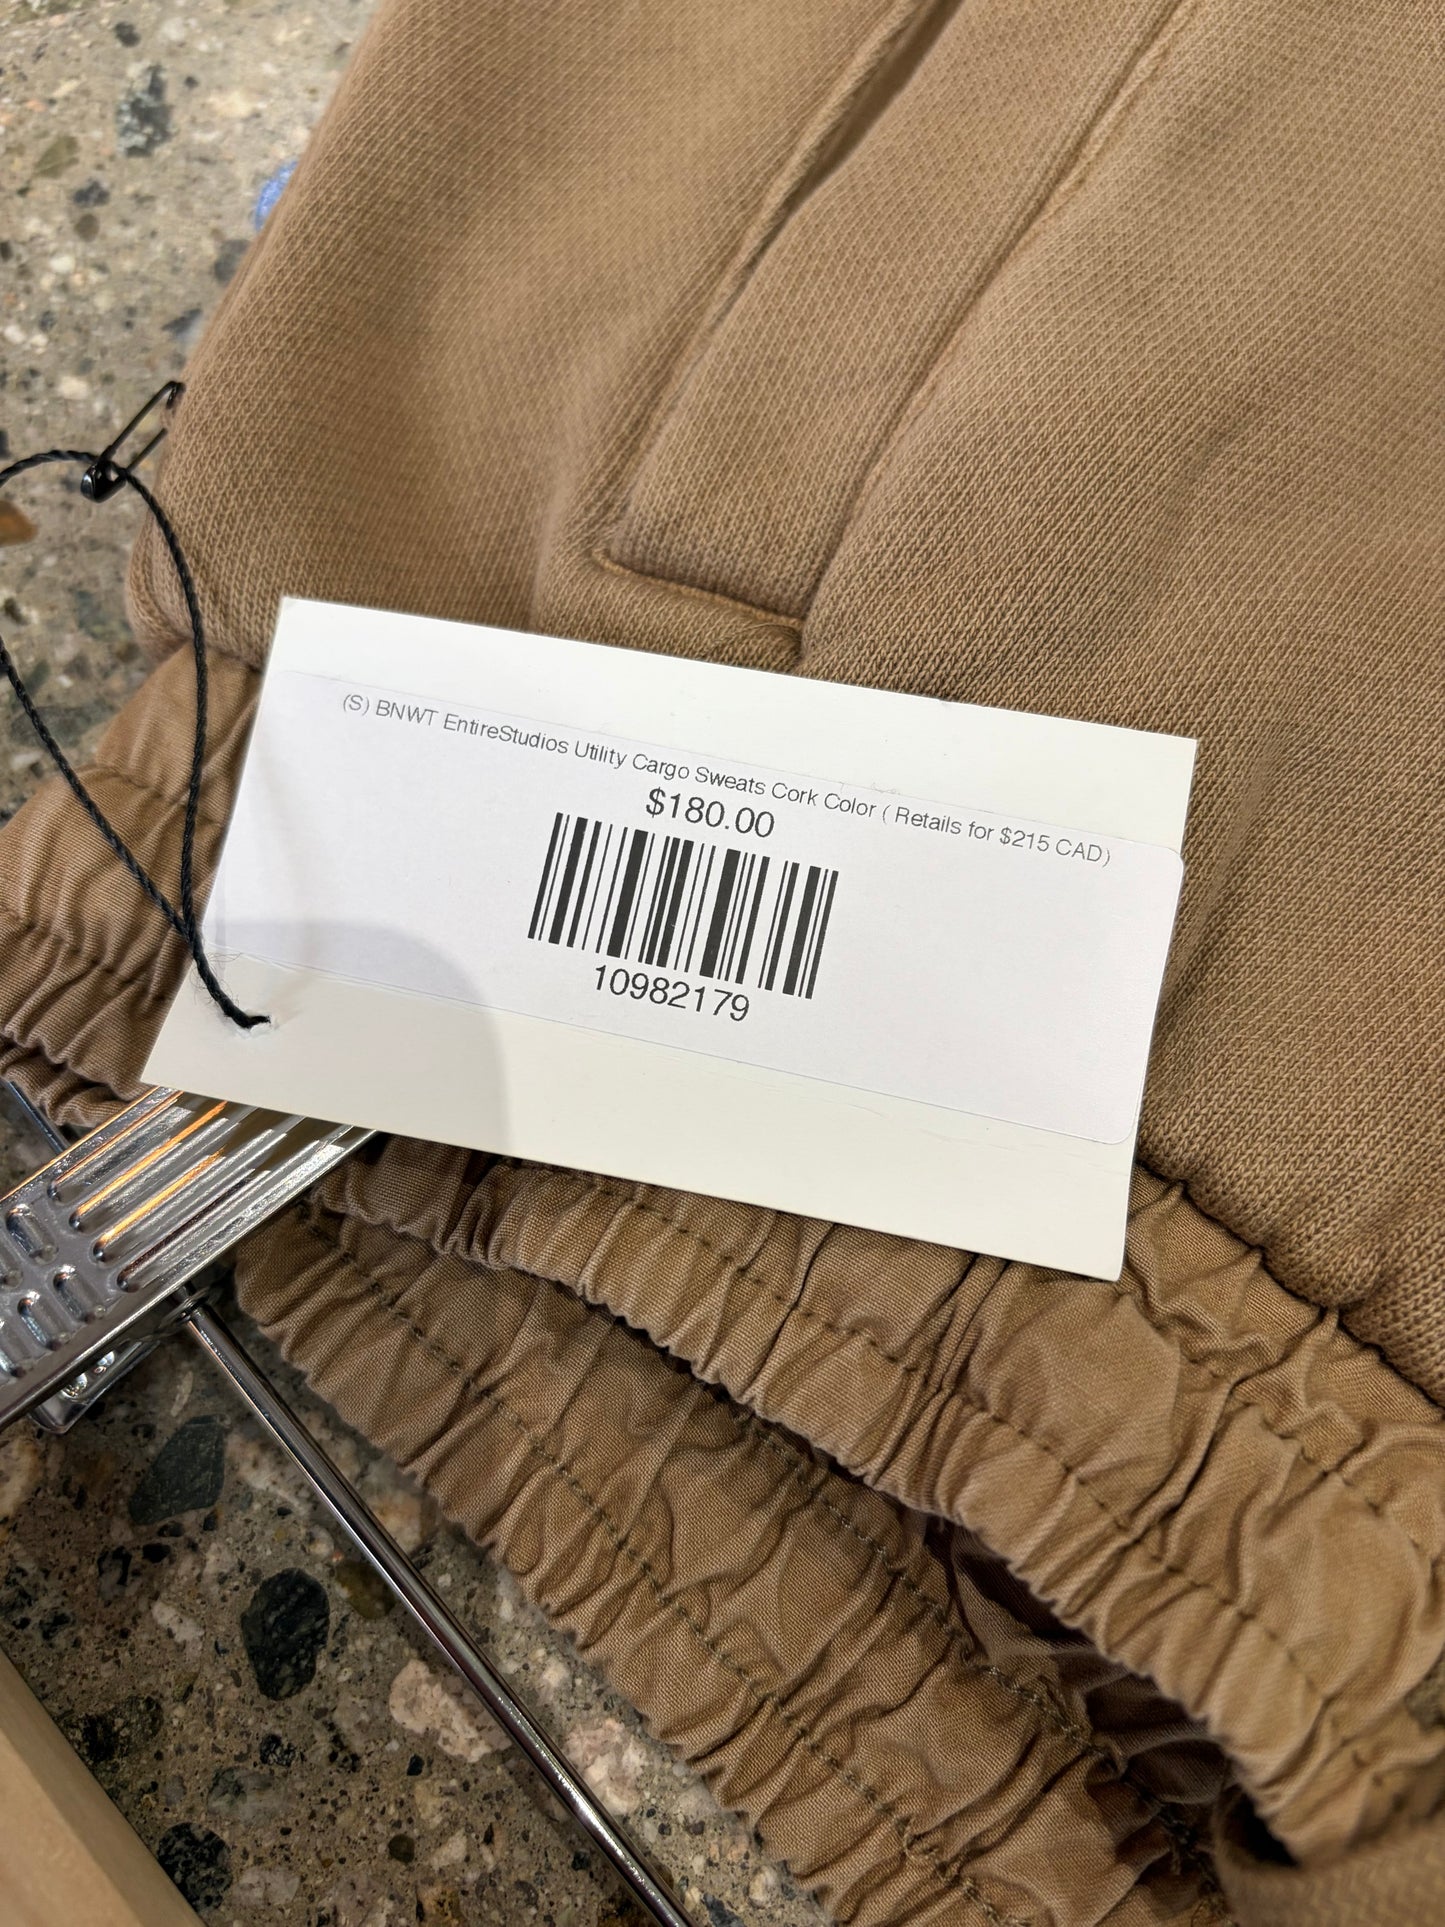 (S) BNWT EntireStudios Utility Cargo Sweats Cork Color ( Retails for $215 CAD)
$180.00
10982179